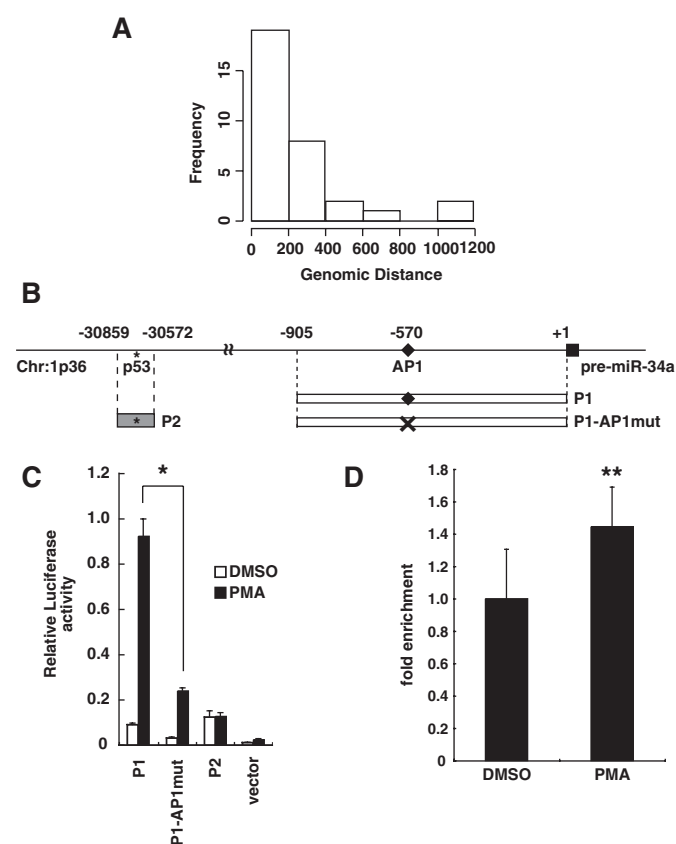 A
Frequency
0 5 10 15
0 200 400 600 800 1000 1200
Genomic Distance
B
-30859 -30572 -905 -570 +1
*
Chr:1p36 p53 AP1 pre-miR-34a
P1
* P2 P1-AP1mut
C
Relative Luciferase activity
1.2
1.0
0.8
0.6
0.4
0.2
0
*
DMSO
PMA
P1
P1-AP1mut
P2
vector
D
fold enrichment
1.8
1.6
1.4
1.2
1.0
0.8
0.6
0.4
0.2
0
**
DMSO PMA